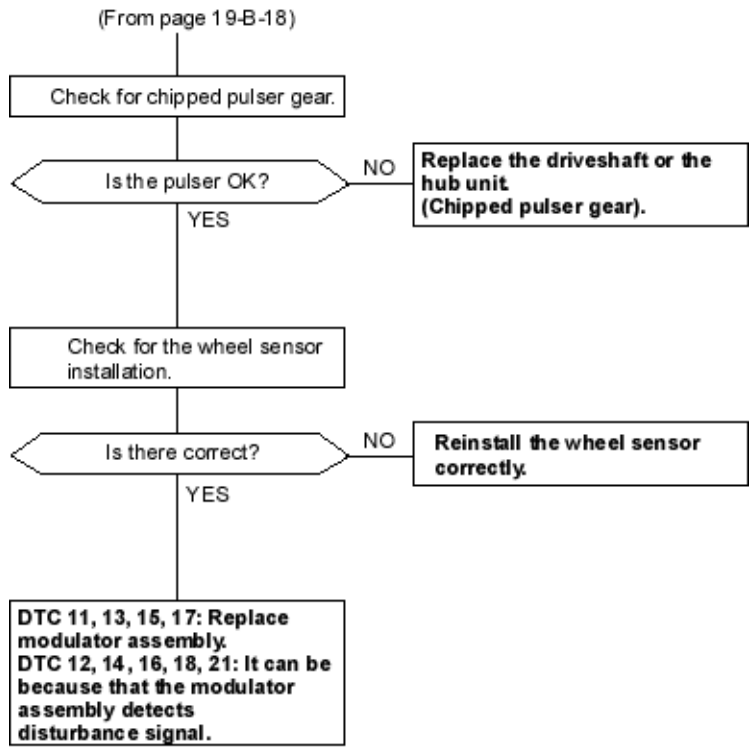 (From page 19-B-18)
Check for chipped pulser gear.
Is the pulser OK?
NO
Replace the driveshaft or the
hub unit.
(Chipped pulser gear).
YES
Check for the wheel sensor
installation.
Is there correct?
NO
Reinstall the wheel sensor
correctly.
YES
DTC 11, 13, 15, 17: Replace
modulator assembly.
DTC 12, 14, 16, 18, 21: It can be
because that the modulator
assembly detects
disturbance signal.